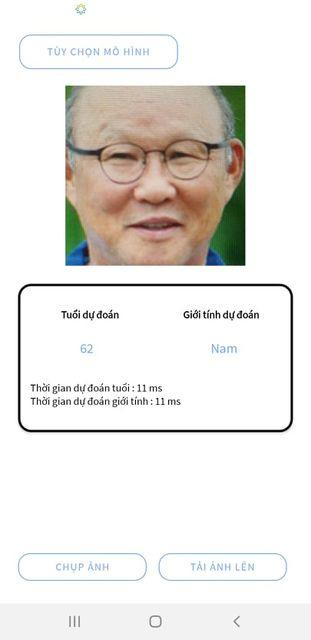 TÙY CHỌN MÔ HÌNH
Tuổi dự đoán Giới tính dự đoán
62 Nam
Thời gian dự đoán tuổi : 11 ms
Thời gian dự đoán giới tính : 11 ms
CHỤP ẢNH TẢI ẢNH LÊN